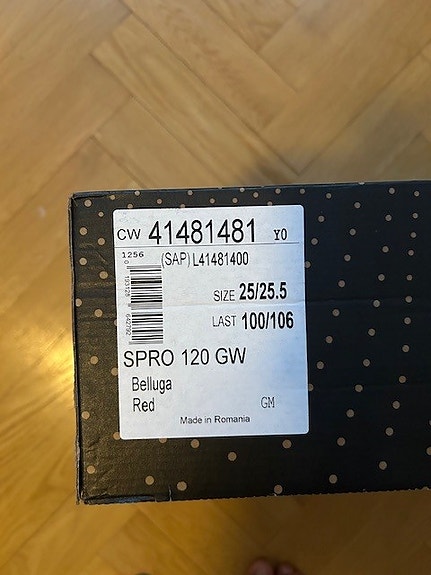 CW 41481481 Y0
1256 (SAP) L41481400
SIZE 25/25.5
LAST 100/106
SPRO 120 GW
Belluga
Red GM
Made in Romania